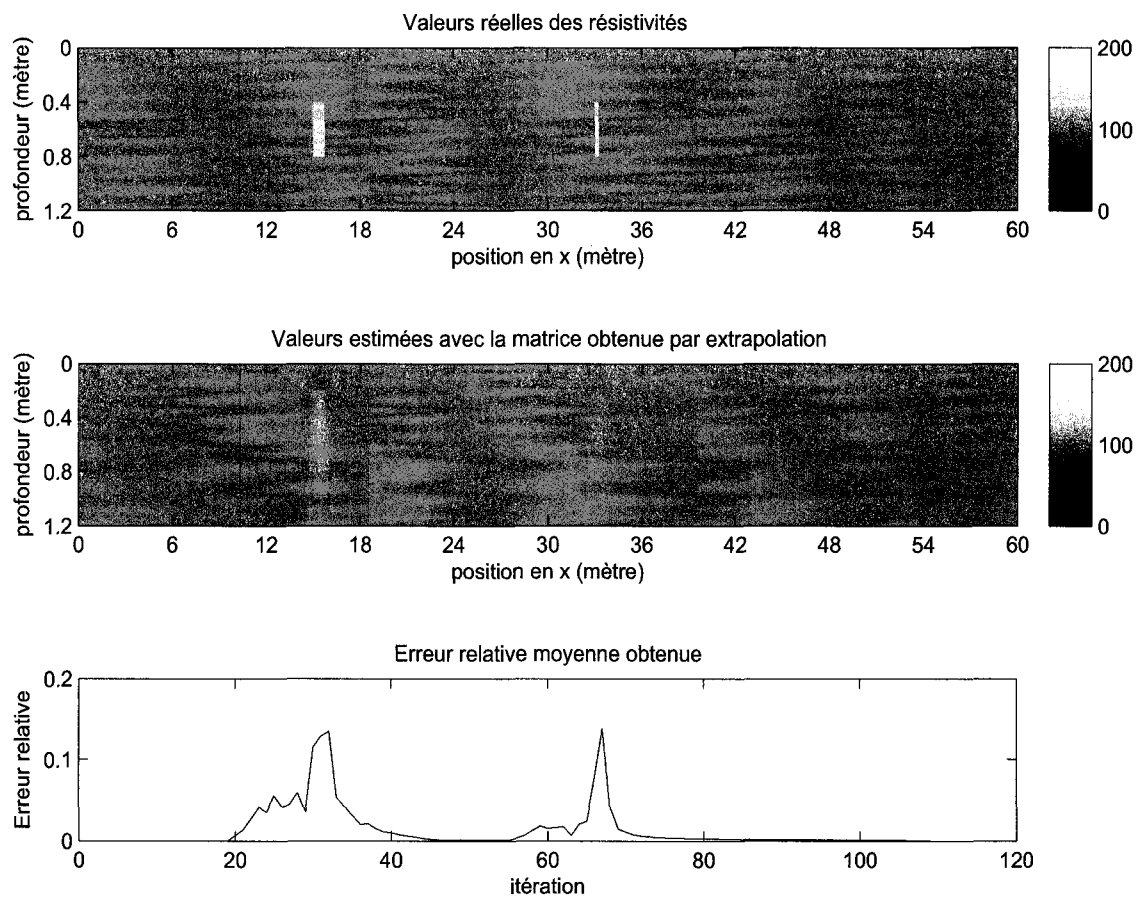 Valeurs réelles des résistivités
profondeur (mètre)
0
0.4
0.8
1.2
0 6 12 18 24 30 36 42 48 54 60
position en x (mètre)
200
100
0
Valeurs estimées avec la matrice obtenue par extrapolation
profondeur (mètre)
0
0.4
0.8
1.2
0 6 12 18 24 30 36 42 48 54 60
position en x (mètre)
200
100
0
Erreur relative moyenne obtenue
Erreur relative
0.2
0.1
0
0 20 40 60 80 100 120
itération